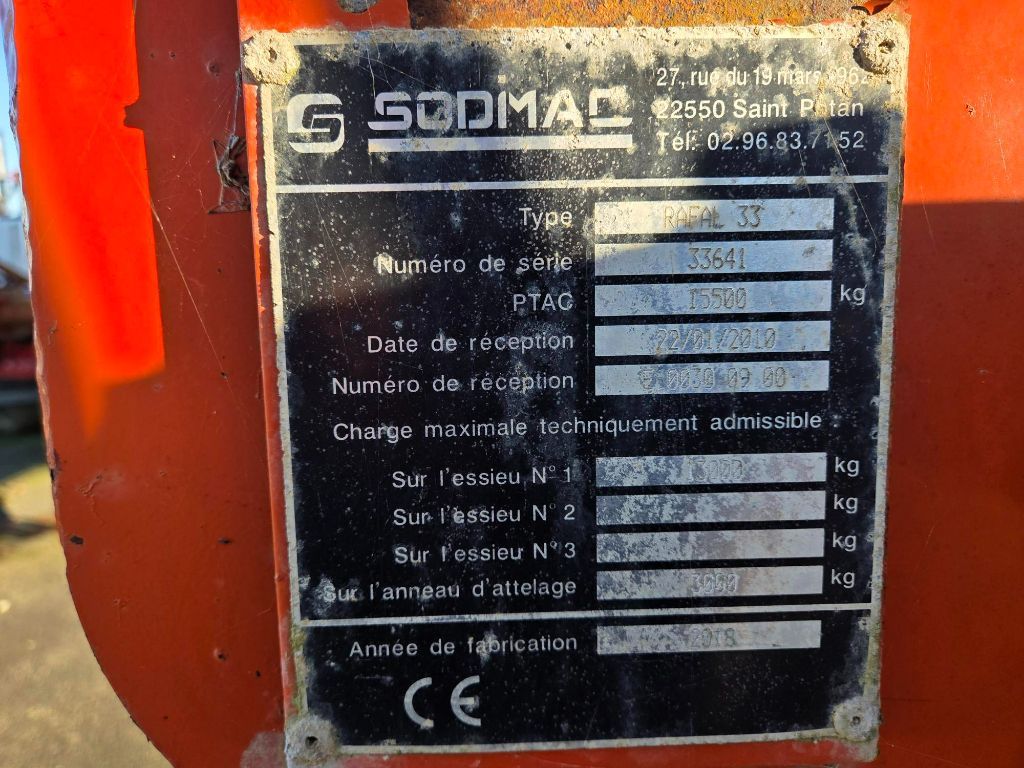 SODMAC
27, rue du 19 mars 1962
22550 Saint Pôtan
Tél: 02.96.83.71.52
Type RAFAL 33
Numéro de série 33641
PTAC 15500 kg
Date de réception 22/01/2010
Numéro de réception 0030 09 00
Charge maximale techniquement admissible :
Sur l'essieu N° 1 kg
Sur l'essieu N° 2 kg
Sur l'essieu N° 3 kg
Sur l'anneau d'attelage 3000 kg
Année de fabrication 2018
CE